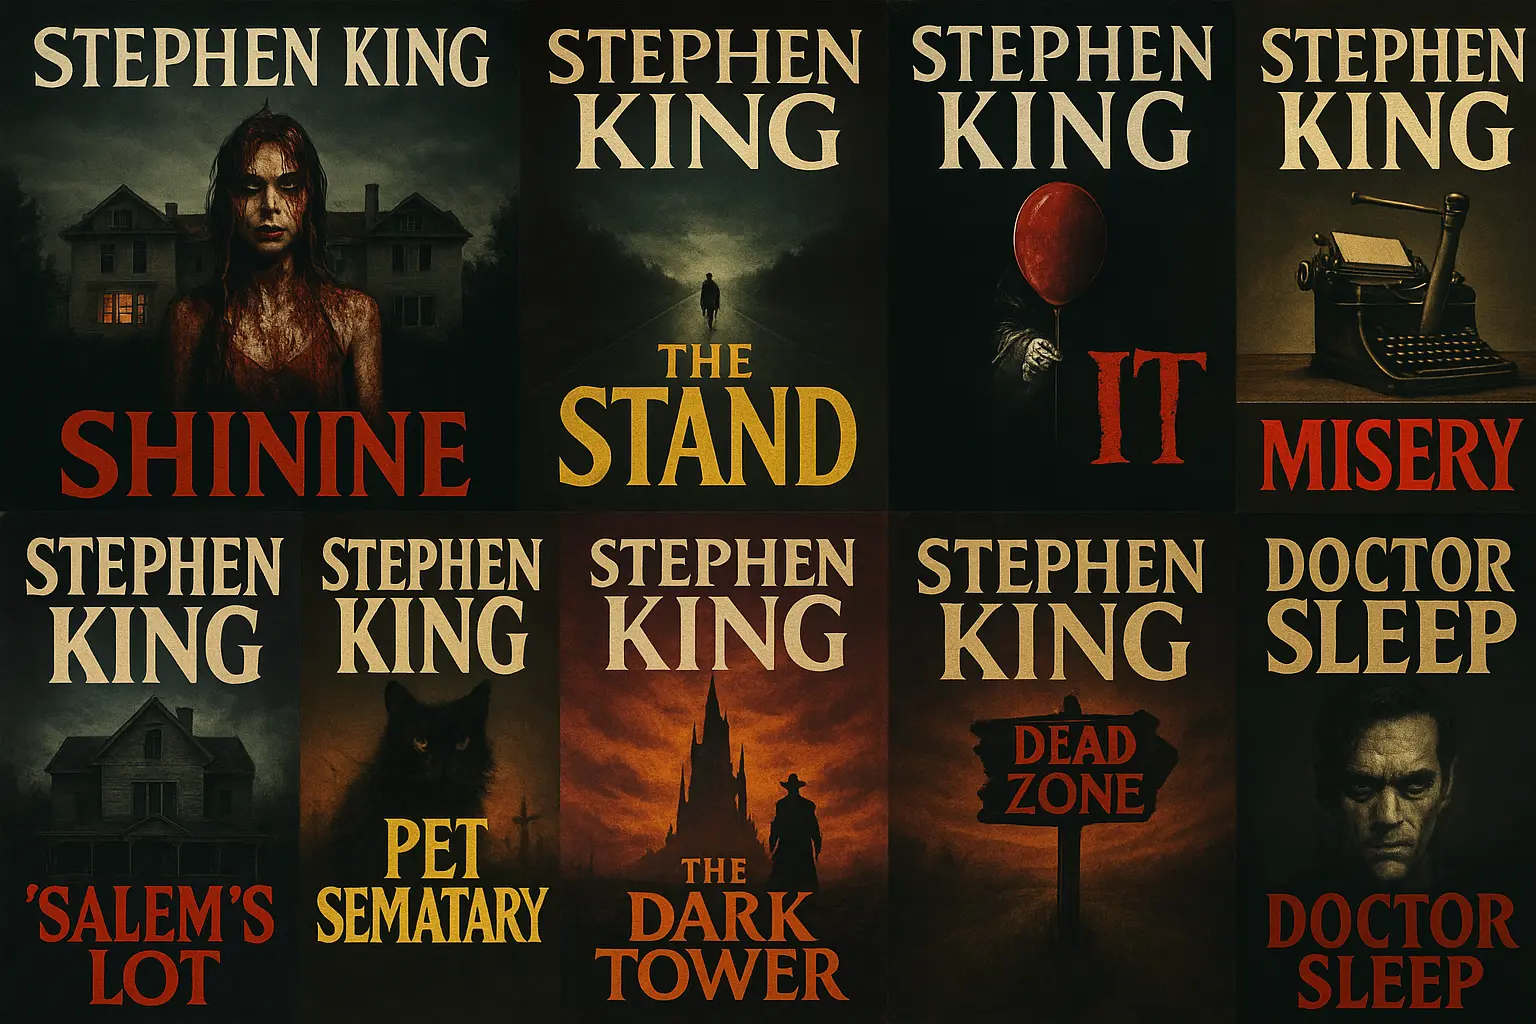 STEPHEN KING
SHININE
STEPHEN
KING
THE
STAND
STEPHEN
KING
IT
STEPHEN
KING
MISERY
STEPHEN
KING
'SALEM'S
LOT
STEPHEN
KING
PET
SEMATARY
STEPHEN
KING
THE
DARK
TOWER
STEPHEN
KING
DEAD
ZONE
DOCTOR
SLEEP
DOCTOR
SLEEP